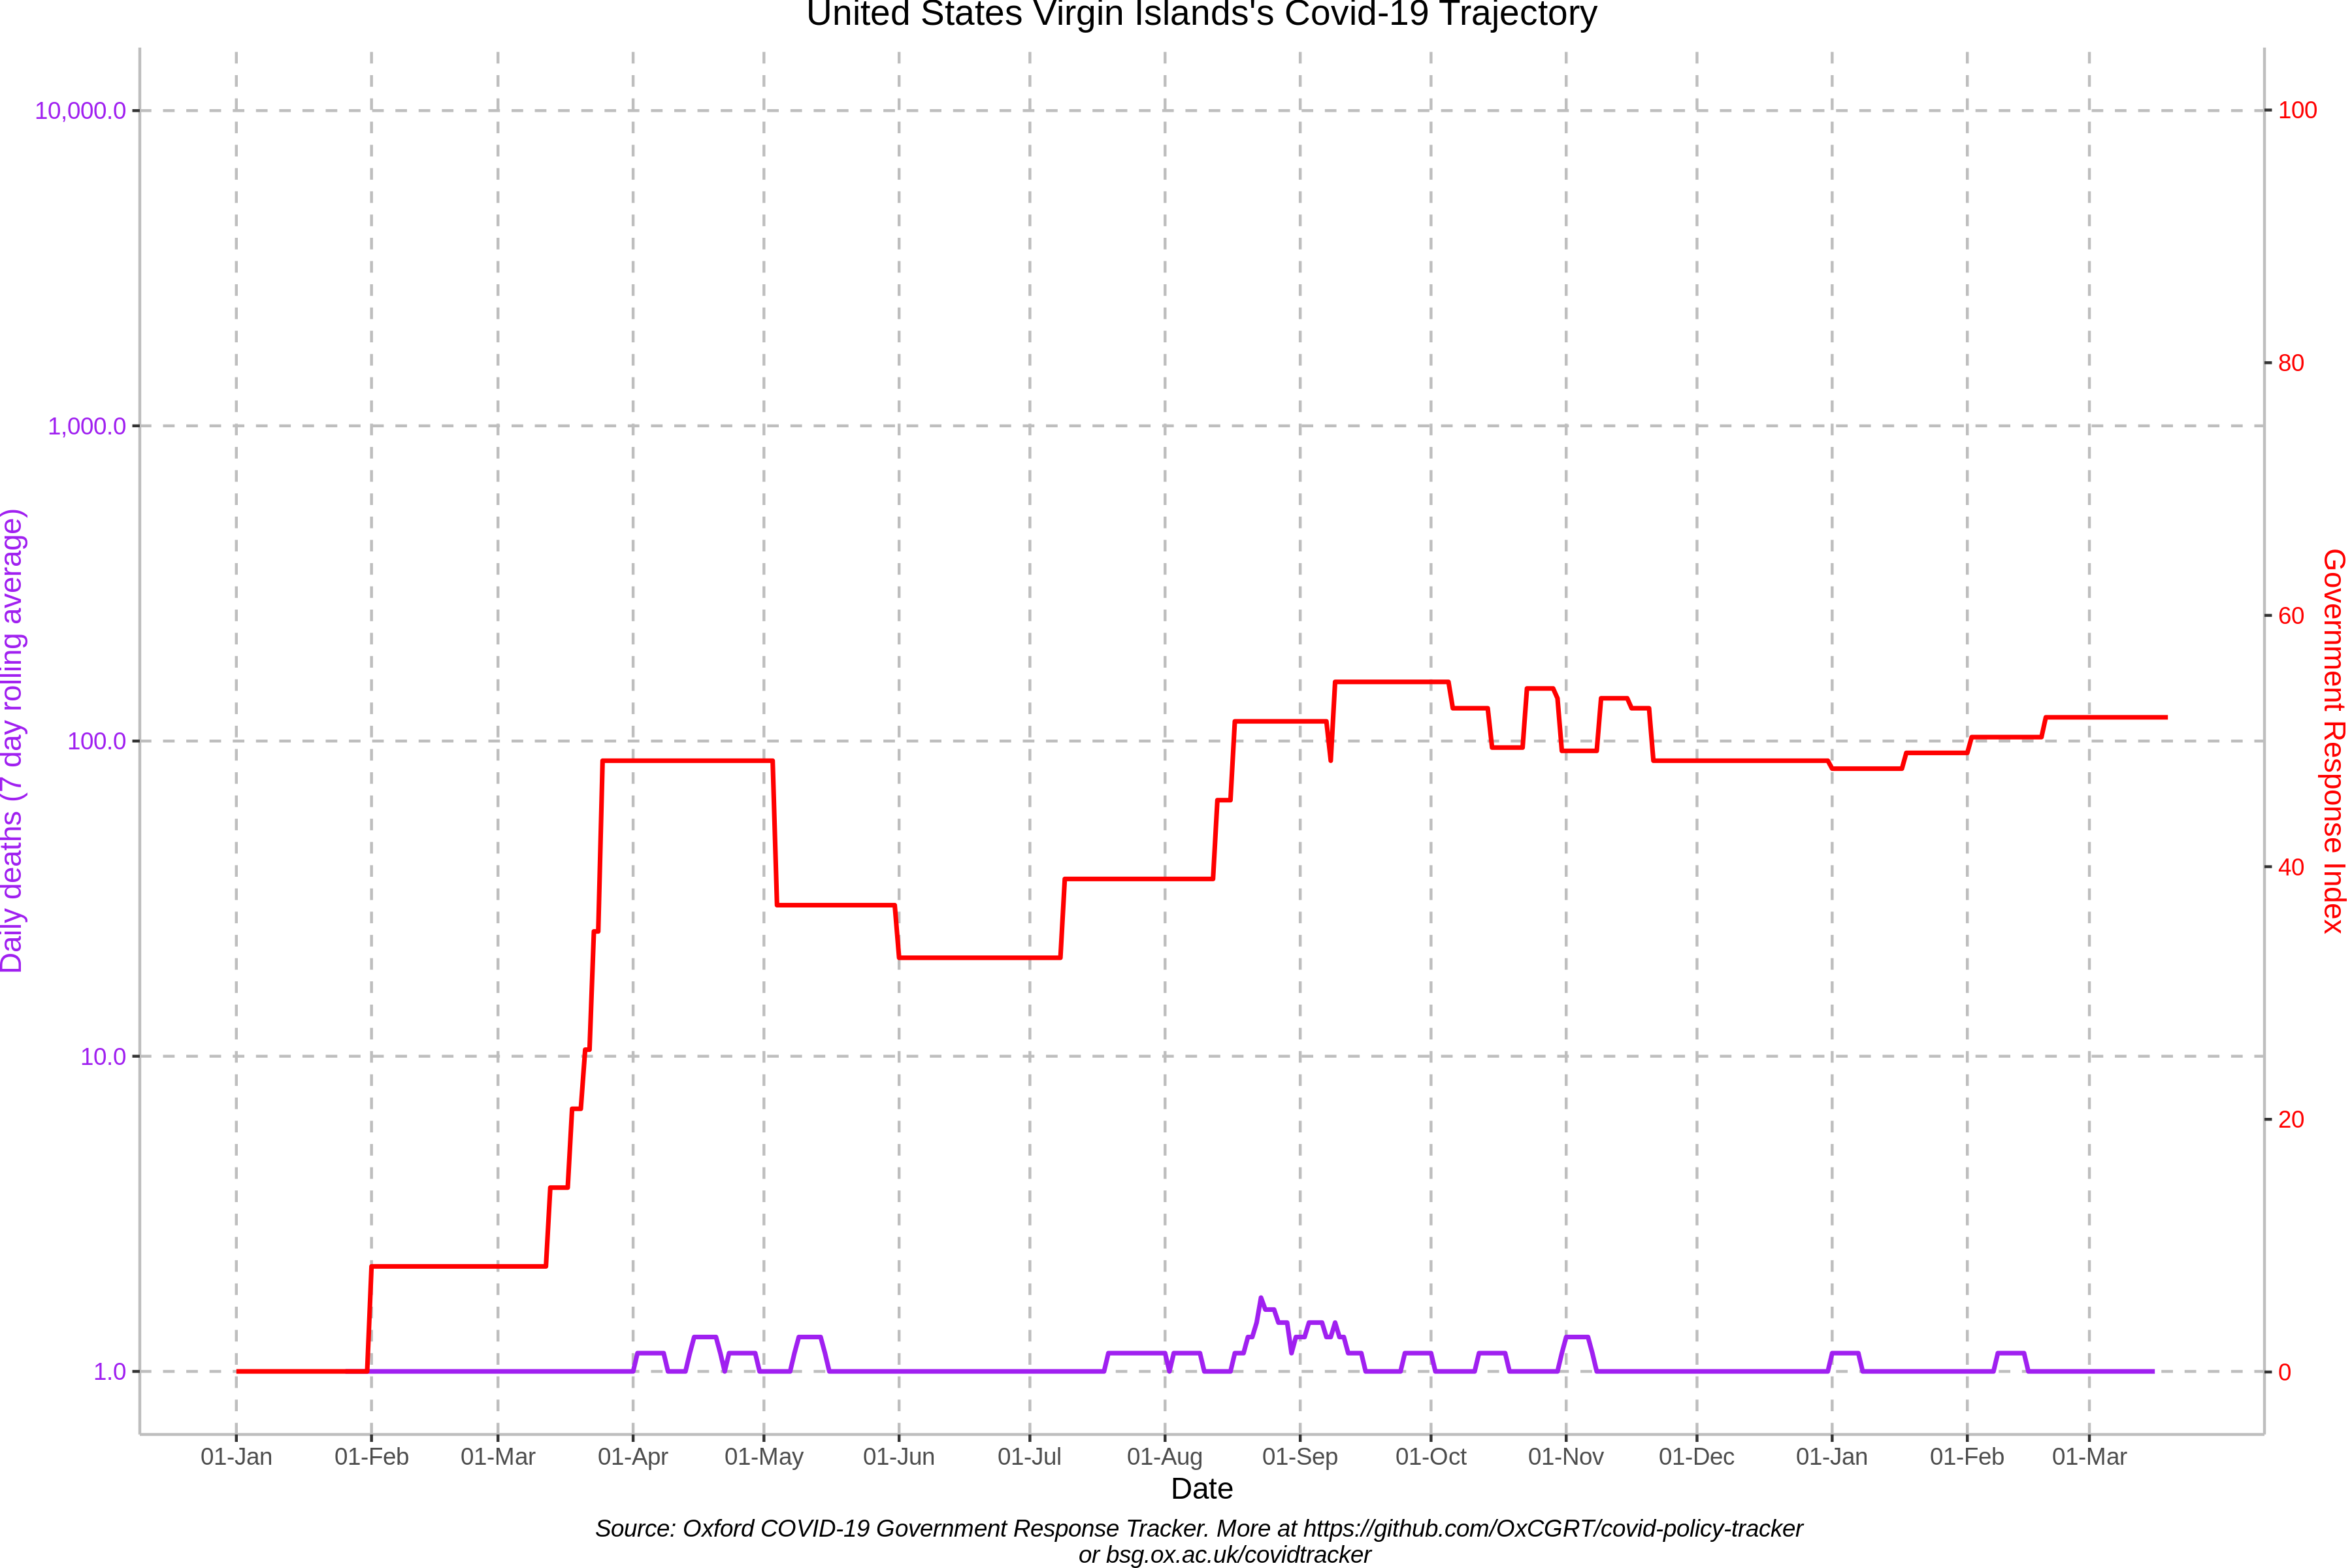 United States Virgin Islands's Covid-19 Trajectory
10,000.0
1,000.0
100.0
10.0
1.0
Daily deaths (7 day rolling average)
100
80
60
40
20
0
Government Response Index
01-Jan 01-Feb 01-Mar 01-Apr 01-May 01-Jun 01-Jul 01-Aug 01-Sep 01-Oct 01-Nov 01-Dec 01-Jan 01-Feb 01-Mar
Date
Source: Oxford COVID-19 Government Response Tracker. More at https://github.com/OxCGRT/covid-policy-tracker
or bsg.ox.ac.uk/covidtracker